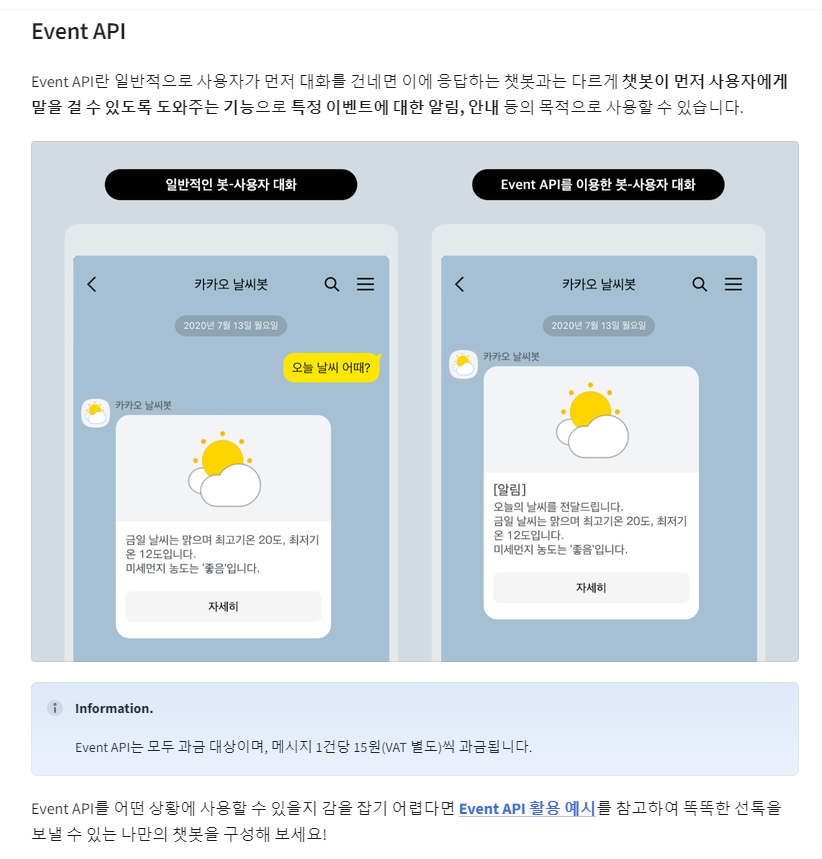 Event API
Event API란 일반적으로 사용자가 먼저 대화를 건네면 이에 응답하는 챗봇과는 다르게 챗봇이 먼저 사용자에게
말을 걸 수 있도록 도와주는 기능으로 특정 이벤트에 대한 알림, 안내 등의 목적으로 사용할 수 있습니다.
일반적인 봇-사용자 대화
카카오 날씨봇
2020년 7월 13일 월요일
오늘 날씨 어때?
카카오 날씨봇
금일 날씨는 맑으며 최고기온 20도, 최저기
온 12도입니다.
미세먼지 농도는 '좋음'입니다.
자세히
Event API를 이용한 봇-사용자 대화
카카오 날씨봇
2020년 7월 13일 월요일
카카오 날씨봇
[알림]
오늘의 날씨를 전달드립니다.
금일 날씨는 맑으며 최고기온 20도, 최저기
온 12도입니다.
미세먼지 농도는 '좋음'입니다.
자세히
Information.
Event API는 모두 과금 대상이며, 메시지 1건당 15원(VAT 별도)씩 과금됩니다.
Event API를 어떤 상황에 사용할 수 있을지 감을 잡기 어렵다면 Event API 활용 예시를 참고하여 똑똑한 선톡을
보낼 수 있는 나만의 챗봇을 구성해 보세요!